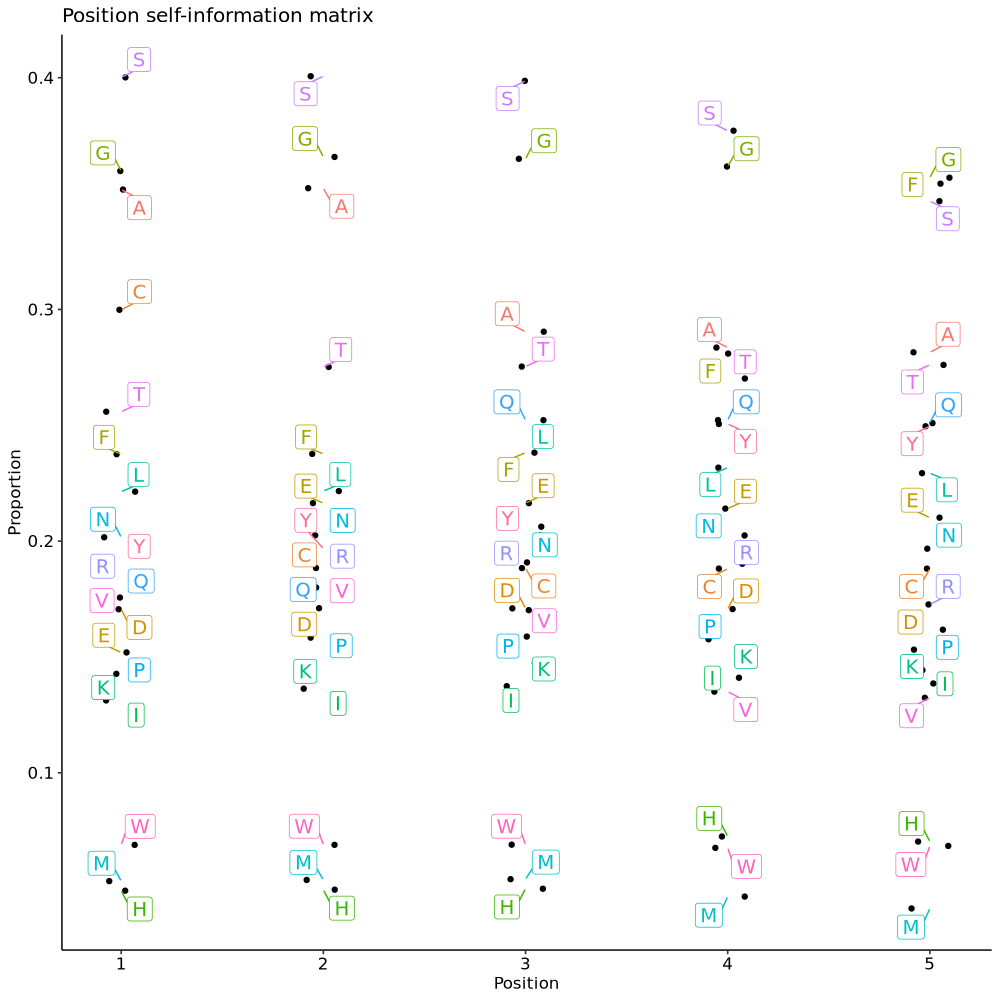 Position self-information matrix
S
S
S
S
G
G
G
G
G
F
A
A
S
C
A
A
A
T
T
T
F
T
T
Q
Q
Q
F
F
L
Y
Y
L
L
F
L
L
E
E
E
E
N
Y
N
Y
N
N
Y
N
R
C
R
R
R
Q
Q
V
D
C
C
D
C
R
V
D
D
V
P
D
E
P
P
P
K
K
K
K
I
K
I
I
I
I
V
V
W
W
W
H
H
M
M
M
W
W
H
H
H
M
M
0.4
0.3
0.2
0.1
Proportion
1 2 3 4 5
Position